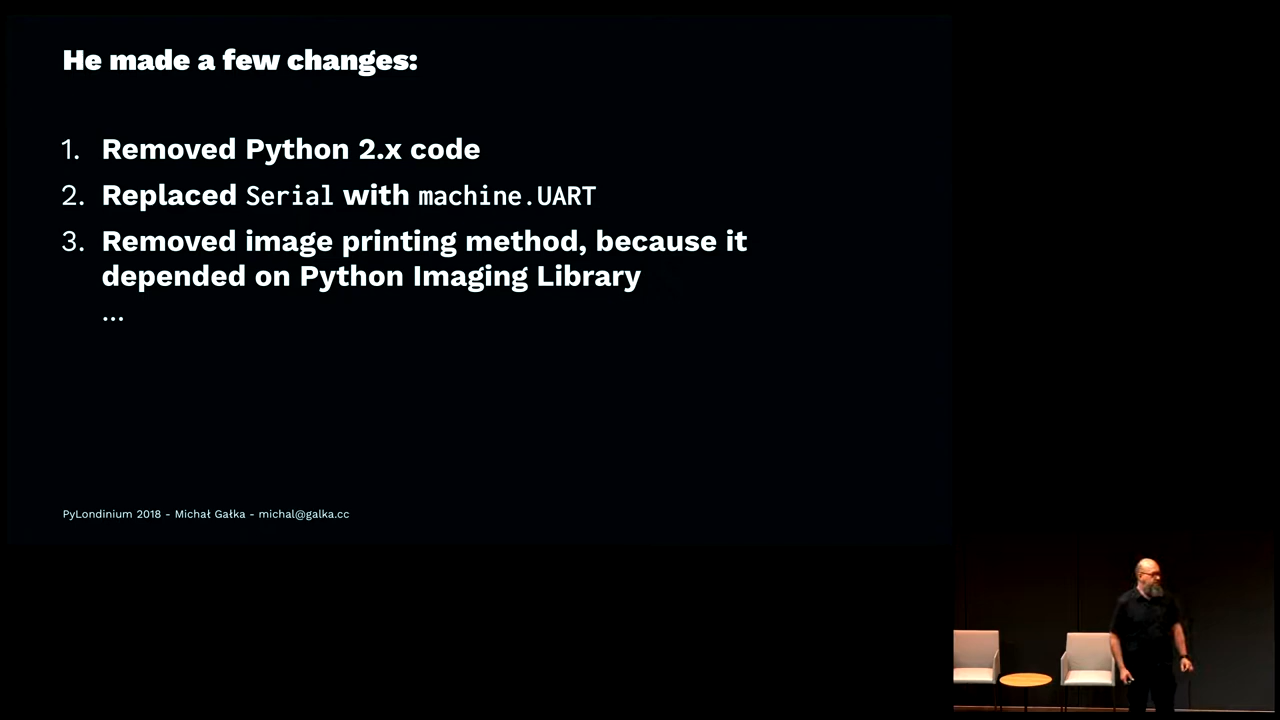 He made a few changes:
1. Removed Python 2.x code
2. Replaced Serial with machine.UART
3. Removed image printing method, because it
depended on Python Imaging Library
...
PyLondinium 2018 - Michał Gałka - michal@galka.cc